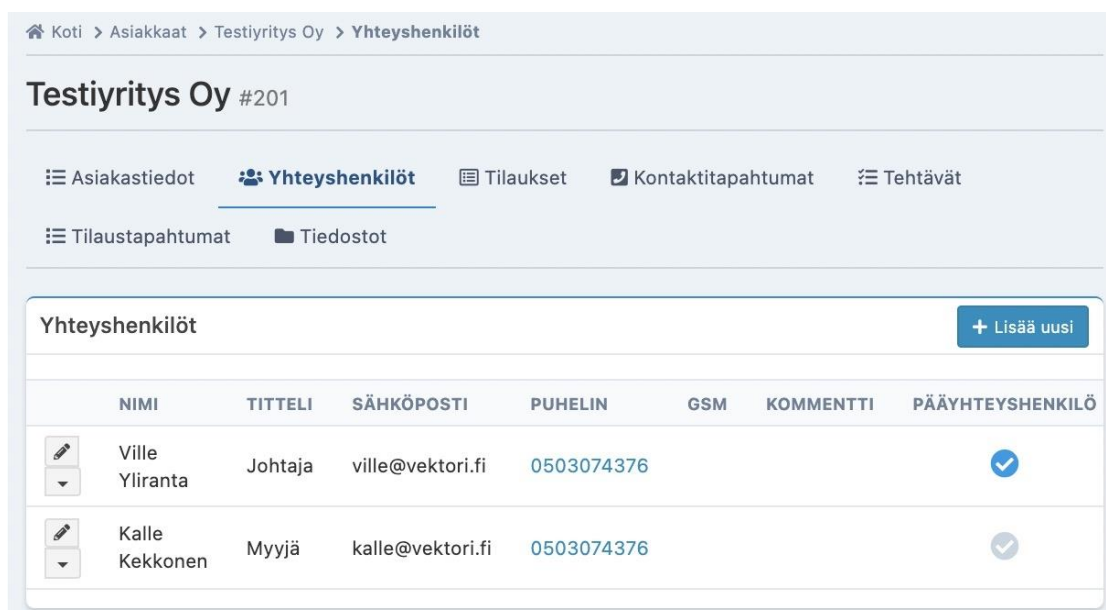 Koti > Asiakkaat > Testiyritys Oy > Yhteyshenkilöt
Testiyritys Oy #201
Asiakastiedot Yhteyshenkilöt Tilaukset Kontaktitapahtumat Tehtävät
Tilaustapahtumat Tiedostot
Yhteyshenkilöt + Lisää uusi
NIMI TITTELI SÄHKÖPOSTI PUHELIN GSM KOMMENTTI PÄÄYHTEYSHENKILÖ
Ville
Yliranta Johtaja ville@vektori.fi 0503074376
Kalle
Kekkonen Myyjä kalle@vektori.fi 0503074376